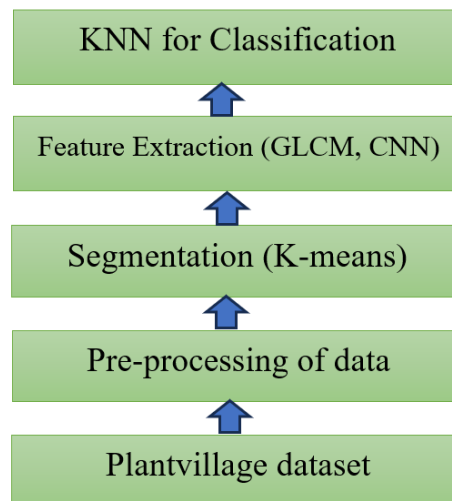 KNN for Classification
Feature Extraction (GLCM, CNN)
Segmentation (K-means)
Pre-processing of data
Plantvillage dataset